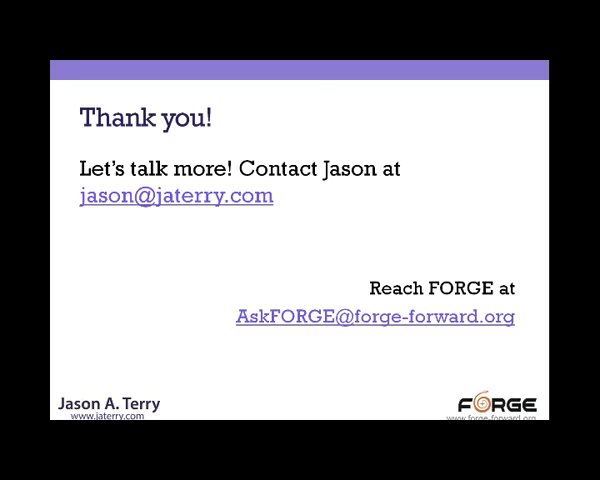 Thank you!
Let's talk more! Contact Jason at
jason@jaterry.com
Reach FORGE at
AskFORGE@forge-forward.org
Jason A. Terry
www.jaterry.com
FORGE
www.forge-forward.org